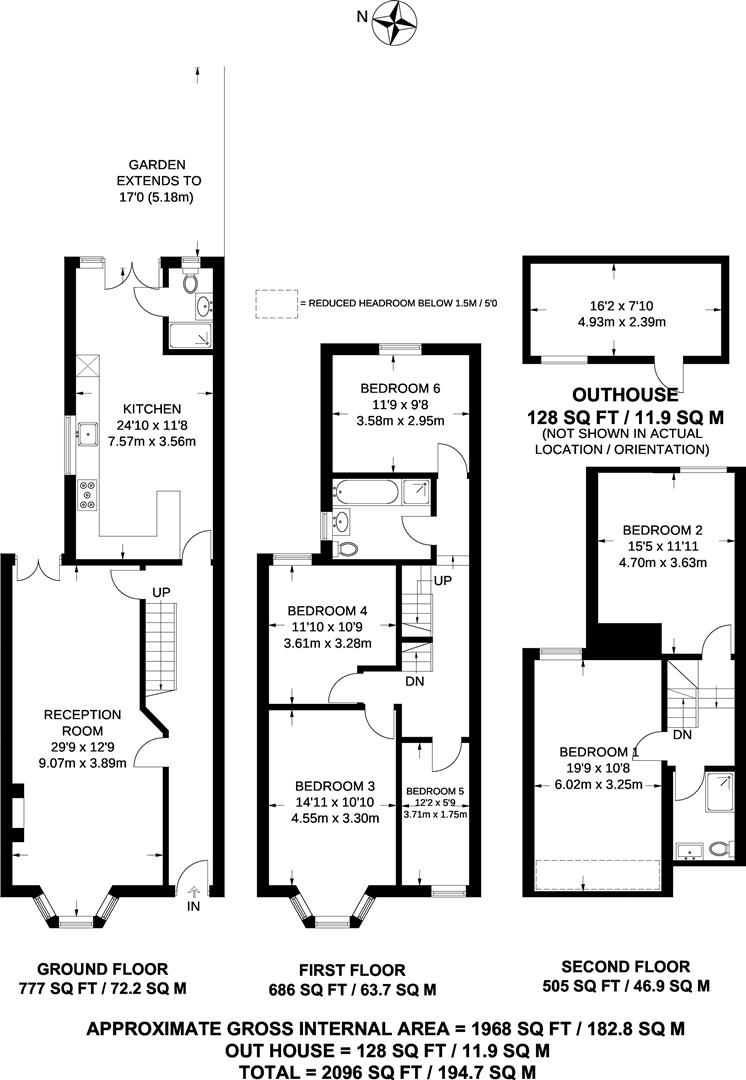 N
GARDEN
EXTENDS TO
17'0 (5.18m)
= REDUCED HEADROOM BELOW 1.5M / 5'0
16'2 x 7'10
4.93m x 2.39m
OUTHOUSE
128 SQ FT / 11.9 SQ M
(NOT SHOWN IN ACTUAL
LOCATION / ORIENTATION)
KITCHEN
24'10 x 11'8
7.57m x 3.56m
UP
RECEPTION
ROOM
29'9 x 12'9
9.07m x 3.89m
IN
GROUND FLOOR
777 SQ FT / 72.2 SQ M
BEDROOM 6
11'9 x 9'8
3.58m x 2.95m
UP
BEDROOM 4
11'10 x 10'9
3.61m x 3.28m
DN
BEDROOM 3
14'11 x 10'10
4.55m x 3.30m
BEDROOM 5
12'2 x 5'9
3.71m x 1.75m
FIRST FLOOR
686 SQ FT / 63.7 SQ M
BEDROOM 2
15'5 x 11'11
4.70m x 3.63m
DN
BEDROOM 1
19'9 x 10'8
6.02m x 3.25m
SECOND FLOOR
505 SQ FT / 46.9 SQ M
APPROXIMATE GROSS INTERNAL AREA = 1968 SQ FT / 182.8 SQ M
OUT HOUSE = 128 SQ FT / 11.9 SQ M
TOTAL = 2096 SQ FT / 194.7 SQ M